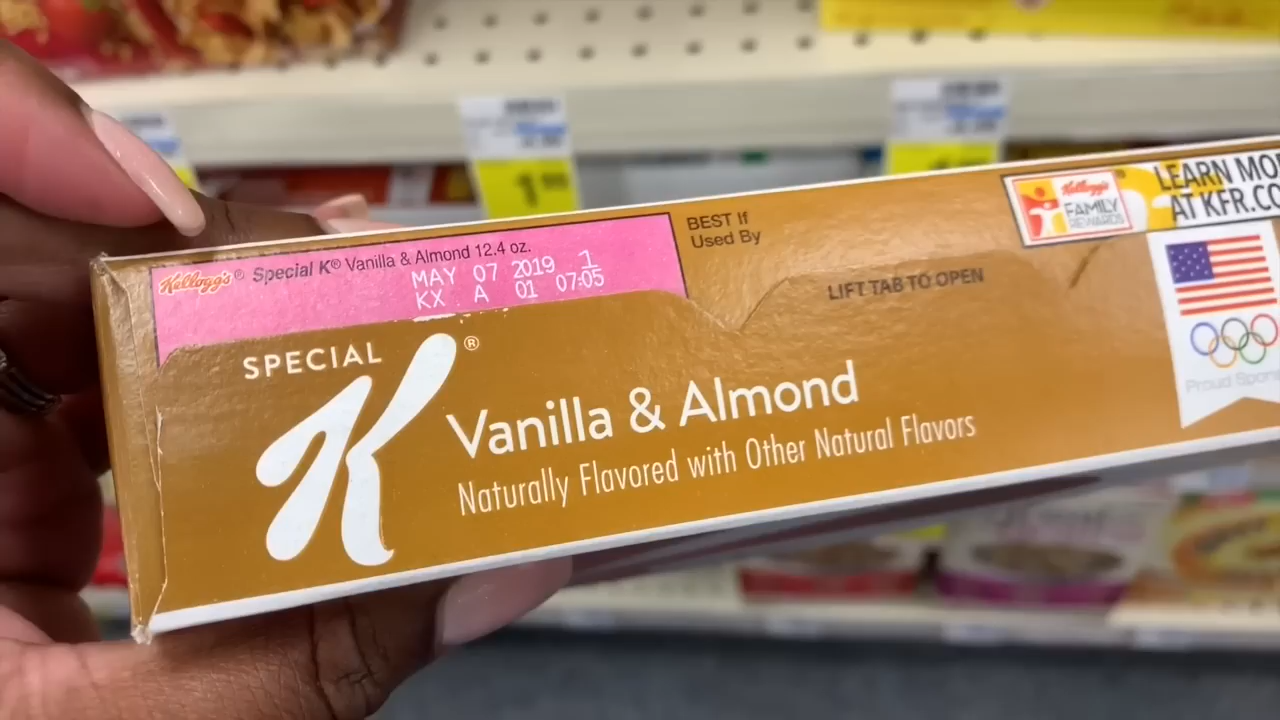 Kellogg's® Special K® Vanilla & Almond 12.4 oz.
MAY 07 2019 1
KX A 01 07:05
BEST If
Used By
LIFT TAB TO OPEN
Kellogg's
FAMILY
REWARDS
LEARN MO
AT KFR.CO
SPECIAL
K®
Vanilla & Almond
Naturally Flavored with Other Natural Flavors
Proud Spon